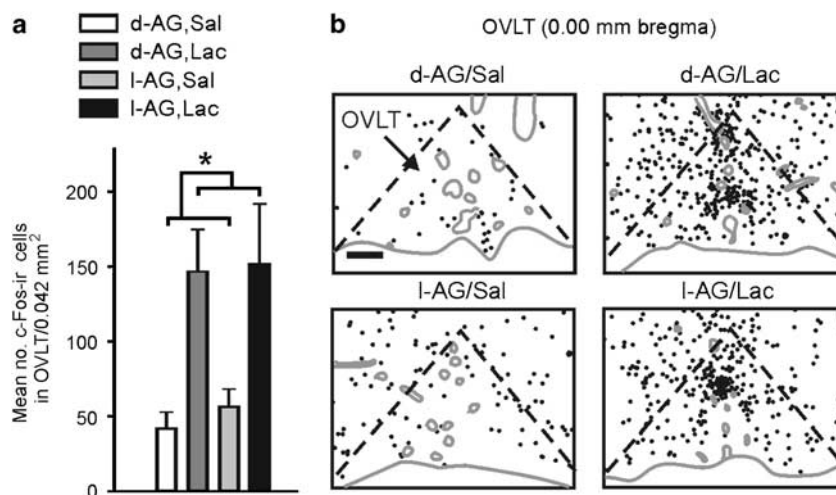 a
d-AG,Sal
d-AG,Lac
l-AG,Sal
l-AG,Lac
*
Mean no. c-Fos-ir cells
in OVLT/0.042 mm²
200
150
100
50
0
b
OVLT (0.00 mm bregma)
d-AG/Sal
d-AG/Lac
OVLT
l-AG/Sal
l-AG/Lac